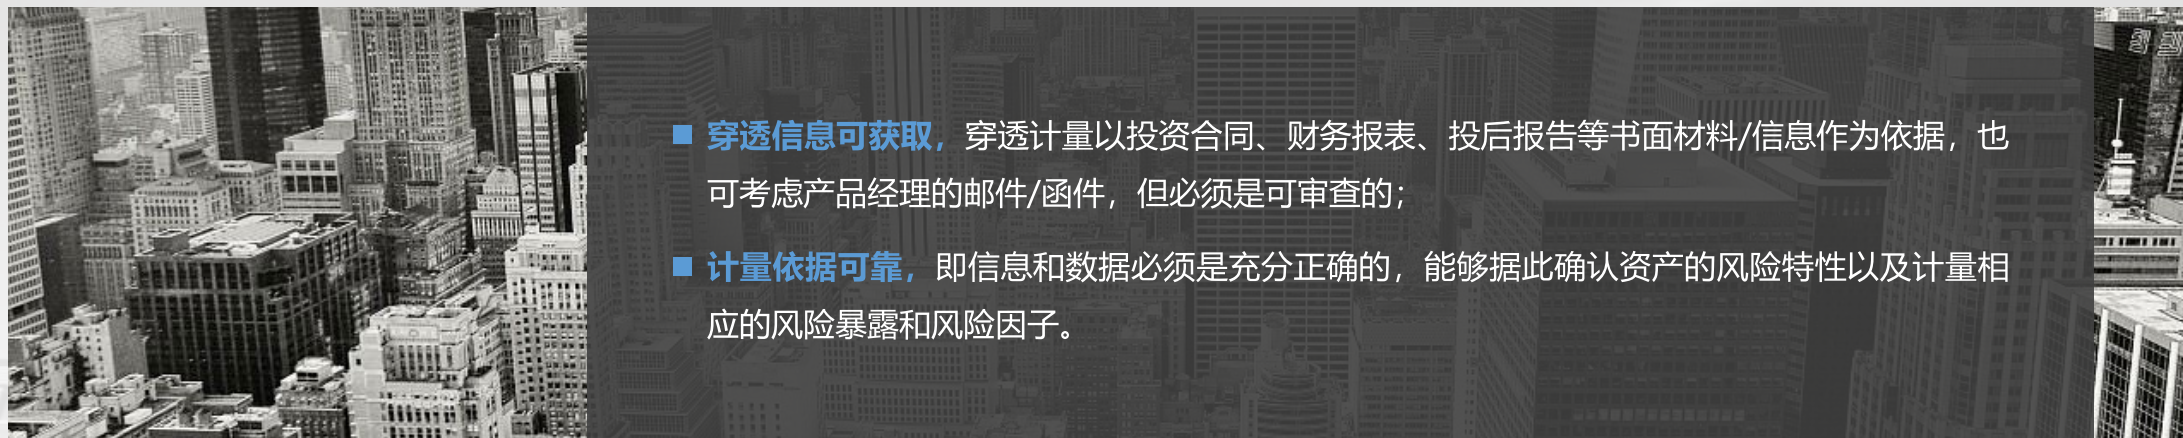 ■ 穿透信息可获取，穿透计量以投资合同、财务报表、投后报告等书面材料/信息作为依据，也
可考虑产品经理的邮件/函件，但必须是可审查的；
■ 计量依据可靠，即信息和数据必须是充分正确的，能够据此确认资产的风险特性以及计量相
应的风险暴露和风险因子。